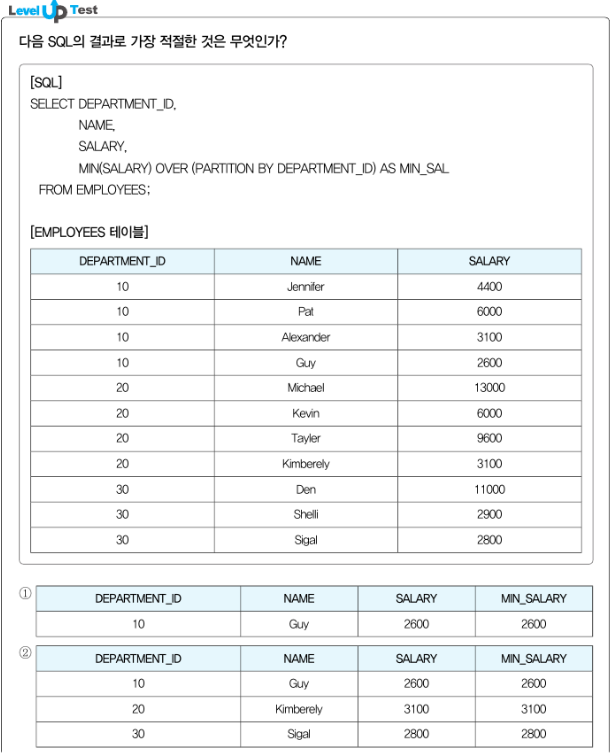 Level Up Test
다음 SQL의 결과로 가장 적절한 것은 무엇인가?
[SQL]
SELECT DEPARTMENT_ID,
NAME,
SALARY,
MIN(SALARY) OVER (PARTITION BY DEPARTMENT_ID) AS MIN_SAL
FROM EMPLOYEES;
[EMPLOYEES 테이블]
DEPARTMENT_ID NAME SALARY
10 Jennifer 4400
10 Pat 6000
10 Alexander 3100
10 Guy 2600
20 Michael 13000
20 Kevin 6000
20 Tayler 9600
20 Kimberely 3100
30 Den 11000
30 Shelli 2900
30 Sigal 2800
① DEPARTMENT_ID NAME SALARY MIN_SALARY
10 Guy 2600 2600
② DEPARTMENT_ID NAME SALARY MIN_SALARY
10 Guy 2600 2600
20 Kimberely 3100 3100
30 Sigal 2800 2800